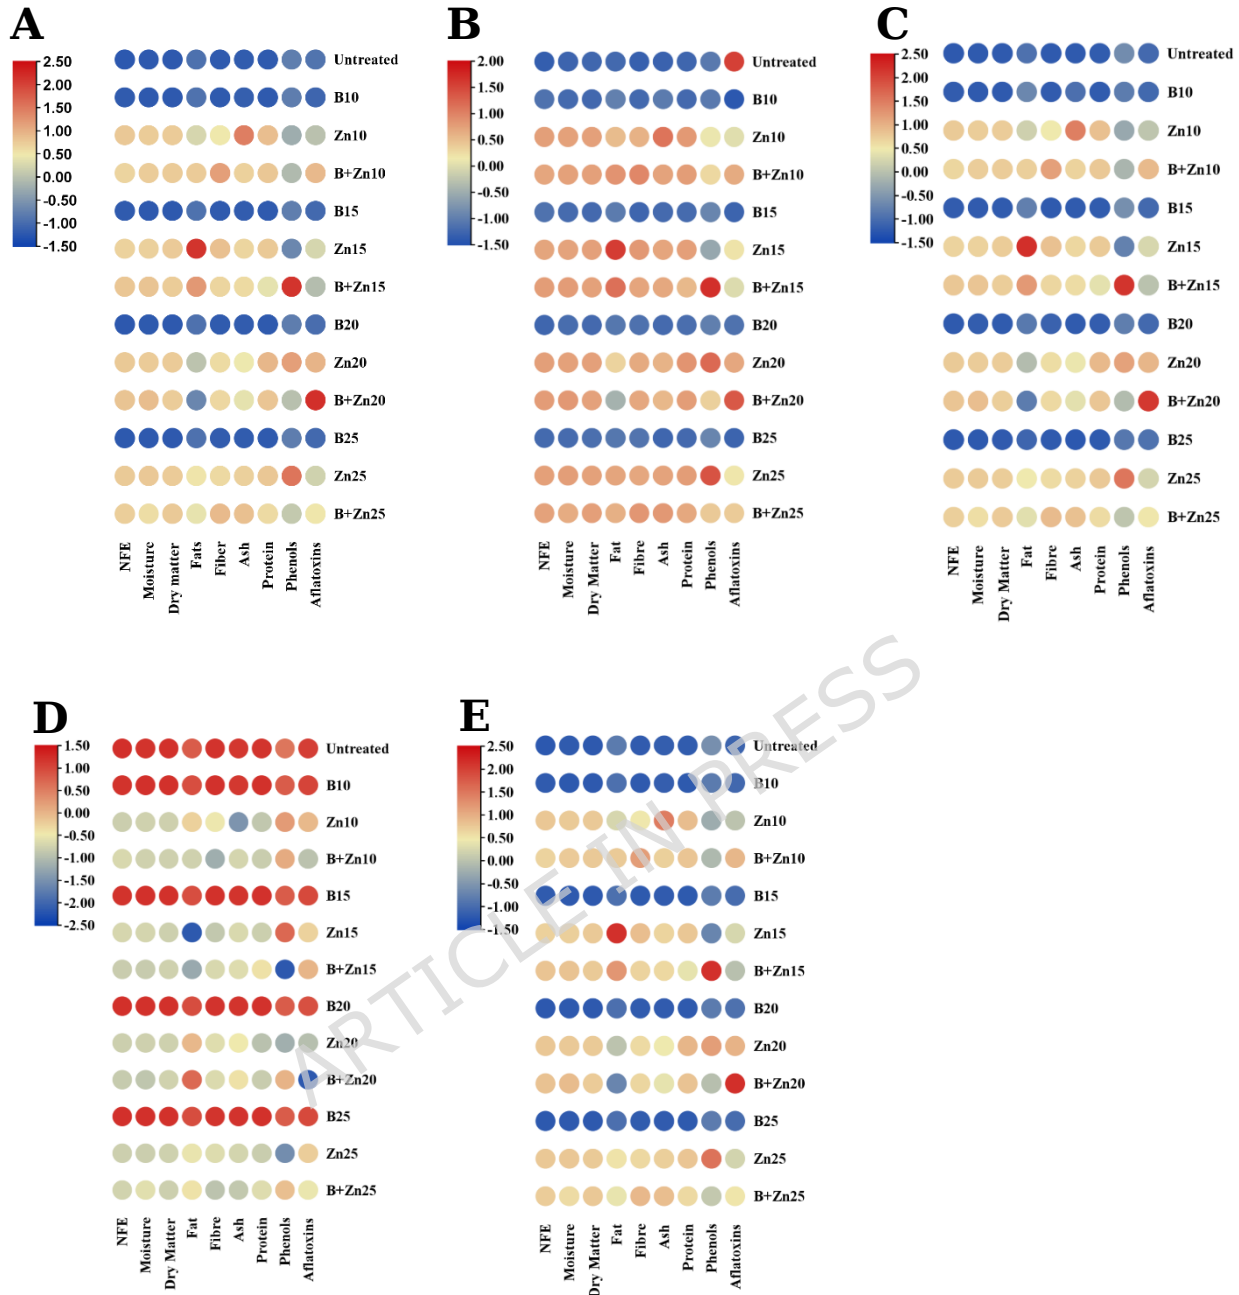 A
2.50
2.00
1.50
1.00
0.50
0.00
-0.50
-1.00
-1.50
Untreated
B10
Zn10
B+Zn10
B15
Zn15
B+Zn15
B20
Zn20
B+Zn20
B25
Zn25
B+Zn25
NFE
Moisture
Dry matter
Fats
Fiber
Ash
Protein
Phenols
Aflatoxins
B
2.00
1.50
1.00
0.50
0.00
-0.50
-1.00
-1.50
Untreated
B10
Zn10
B+Zn10
B15
Zn15
B+Zn15
B20
Zn20
B+Zn20
B25
Zn25
B+Zn25
NFE
Moisture
Dry Matter
Fat
Fibre
Ash
Protein
Phenols
Aflatoxins
C
2.50
2.00
1.50
1.00
0.50
0.00
-0.50
-1.00
-1.50
Untreated
B10
Zn10
B+Zn10
B15
Zn15
B+Zn15
B20
Zn20
B+Zn20
B25
Zn25
B+Zn25
NFE
Moisture
Dry Matter
Fat
Fibre
Ash
Protein
Phenols
Aflatoxins
D
1.50
1.00
0.50
0.00
-0.50
-1.00
-1.50
-2.00
-2.50
Untreated
B10
Zn10
B+Zn10
B15
Zn15
B+Zn15
B20
Zn20
B+Zn20
B25
Zn25
B+Zn25
NFE
Moisture
Dry Matter
Fat
Fibre
Ash
Protein
Phenols
Aflatoxins
E
2.50
2.00
1.50
1.00
0.50
0.00
-0.50
-1.00
-1.50
Untreated
B10
Zn10
B+Zn10
B15
Zn15
B+Zn15
B20
Zn20
B+Zn20
B25
Zn25
B+Zn25
NFE
Moisture
Dry Matter
Fat
Fibre
Ash
Protein
Phenols
Aflatoxins
ARTICLE IN PRESS